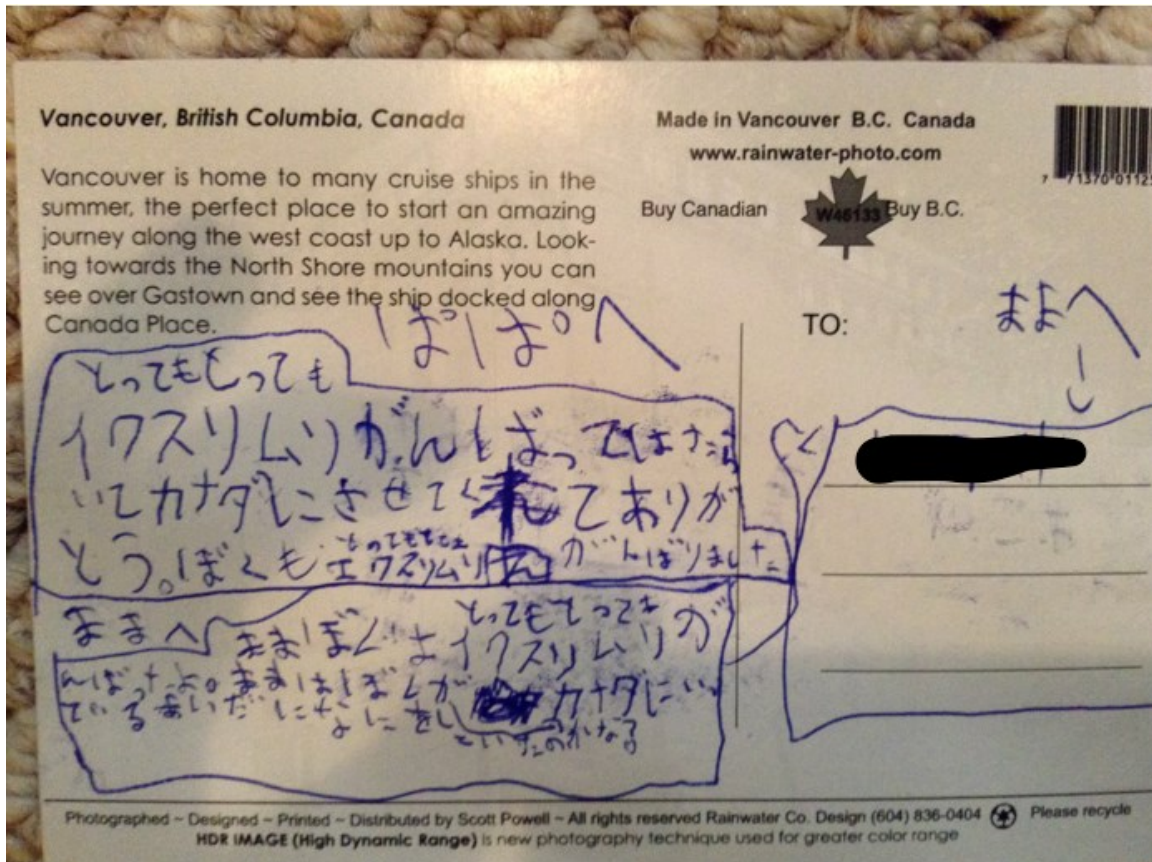 Vancouver, British Columbia, Canada
Vancouver is home to many cruise ships in the
summer, the perfect place to start an amazing
journey along the west coast up to Alaska. Look-
ing towards the North Shore mountains you can
see over Gastown and see the ship docked along
Canada Place.
Made in Vancouver B.C. Canada
www.rainwater-photo.com
Buy Canadian
W46133
Buy B.C.
TO:
ままへ
ぱぱへ
とってもとっても
イクスリムリがんばってはたら
いてカナダにこさせてくれてありが
とう。ぼくも
とってもとっても
エクスリムリ
がんばりました
ままへ
ままぼくは
とってもとっても
イクスリムリが
んばったよ。ままはぼくが
カナダにいっ
ているあいだになにをしていたのかな?
Photographed ~ Designed ~ Printed ~ Distributed by Scott Powell ~ All rights reserved Rainwater Co. Design (604) 836-0404
Please recycle
HDR IMAGE (High Dynamic Range) is new photography technique used for greater color range